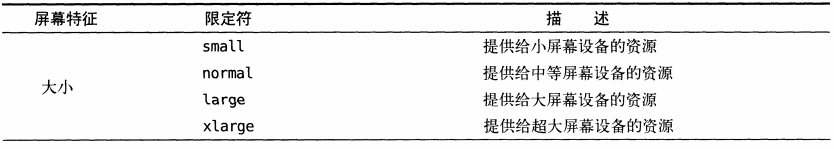 屏幕特征 限定符 描 述
small 提供给小屏幕设备的资源
normal 提供给中等屏幕设备的资源
大小
large 提供给大屏幕设备的资源
xlarge 提供给超大屏幕设备的资源